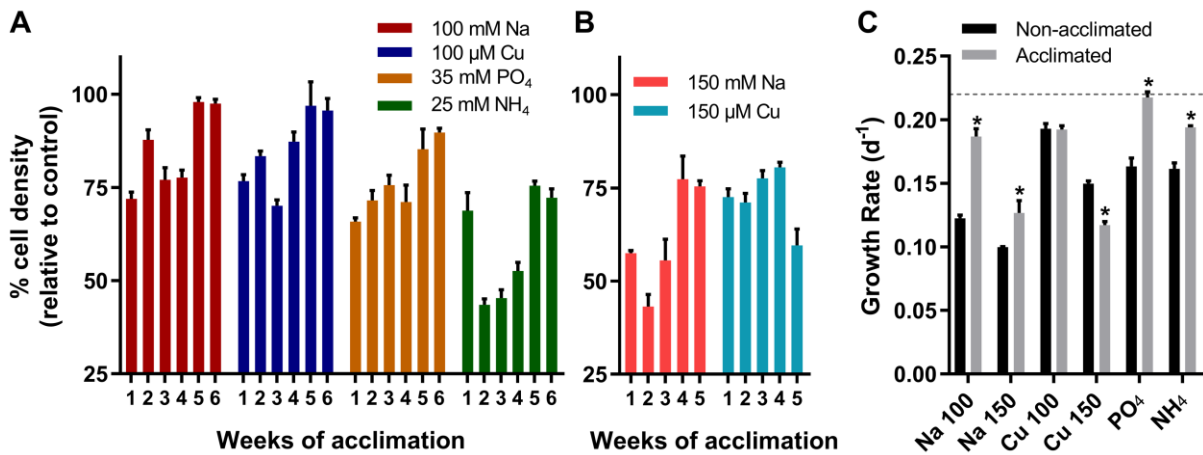 A
100 mM Na
100 µM Cu
35 mM PO₄
25 mM NH₄
% cell density
(relative to control)
100
75
50
25
1 2 3 4 5 6
1 2 3 4 5 6
1 2 3 4 5 6
1 2 3 4 5 6
Weeks of acclimation
B
150 mM Na
150 µM Cu
100
75
50
25
1 2 3 4 5
1 2 3 4 5
Weeks of acclimation
C
Non-acclimated
Acclimated
Growth Rate (d⁻¹)
0.25
0.20
0.15
0.10
0.05
0.00
* * * * *
Na 100
Na 150
Cu 100
Cu 150
PO₄
NH₄